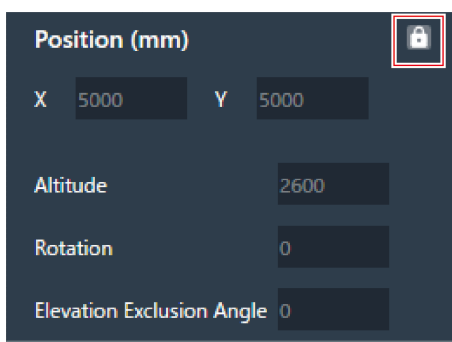 Position (mm)
X 5000 Y 5000
Altitude 2600
Rotation 0
Elevation Exclusion Angle 0